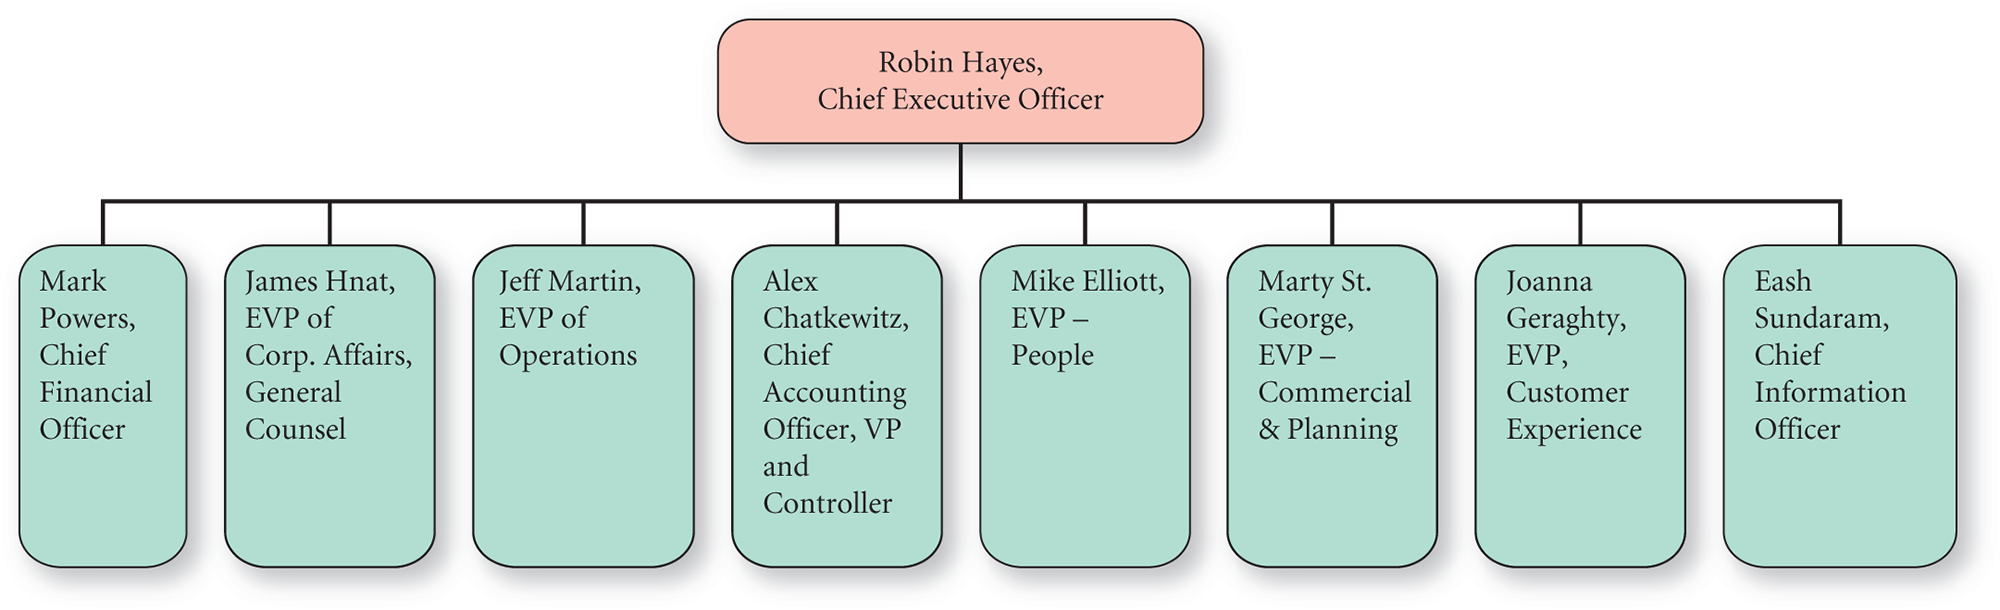 Robin Hayes,
Chief Executive Officer
Mark
Powers,
Chief
Financial
Officer
James Hnat,
EVP of
Corp. Affairs,
General
Counsel
Jeff Martin,
EVP of
Operations
Alex
Chatkewitz,
Chief
Accounting
Officer, VP
and
Controller
Mike Elliott,
EVP –
People
Marty St.
George,
EVP –
Commercial
& Planning
Joanna
Geraghty,
EVP,
Customer
Experience
Eash
Sundaram,
Chief
Information
Officer